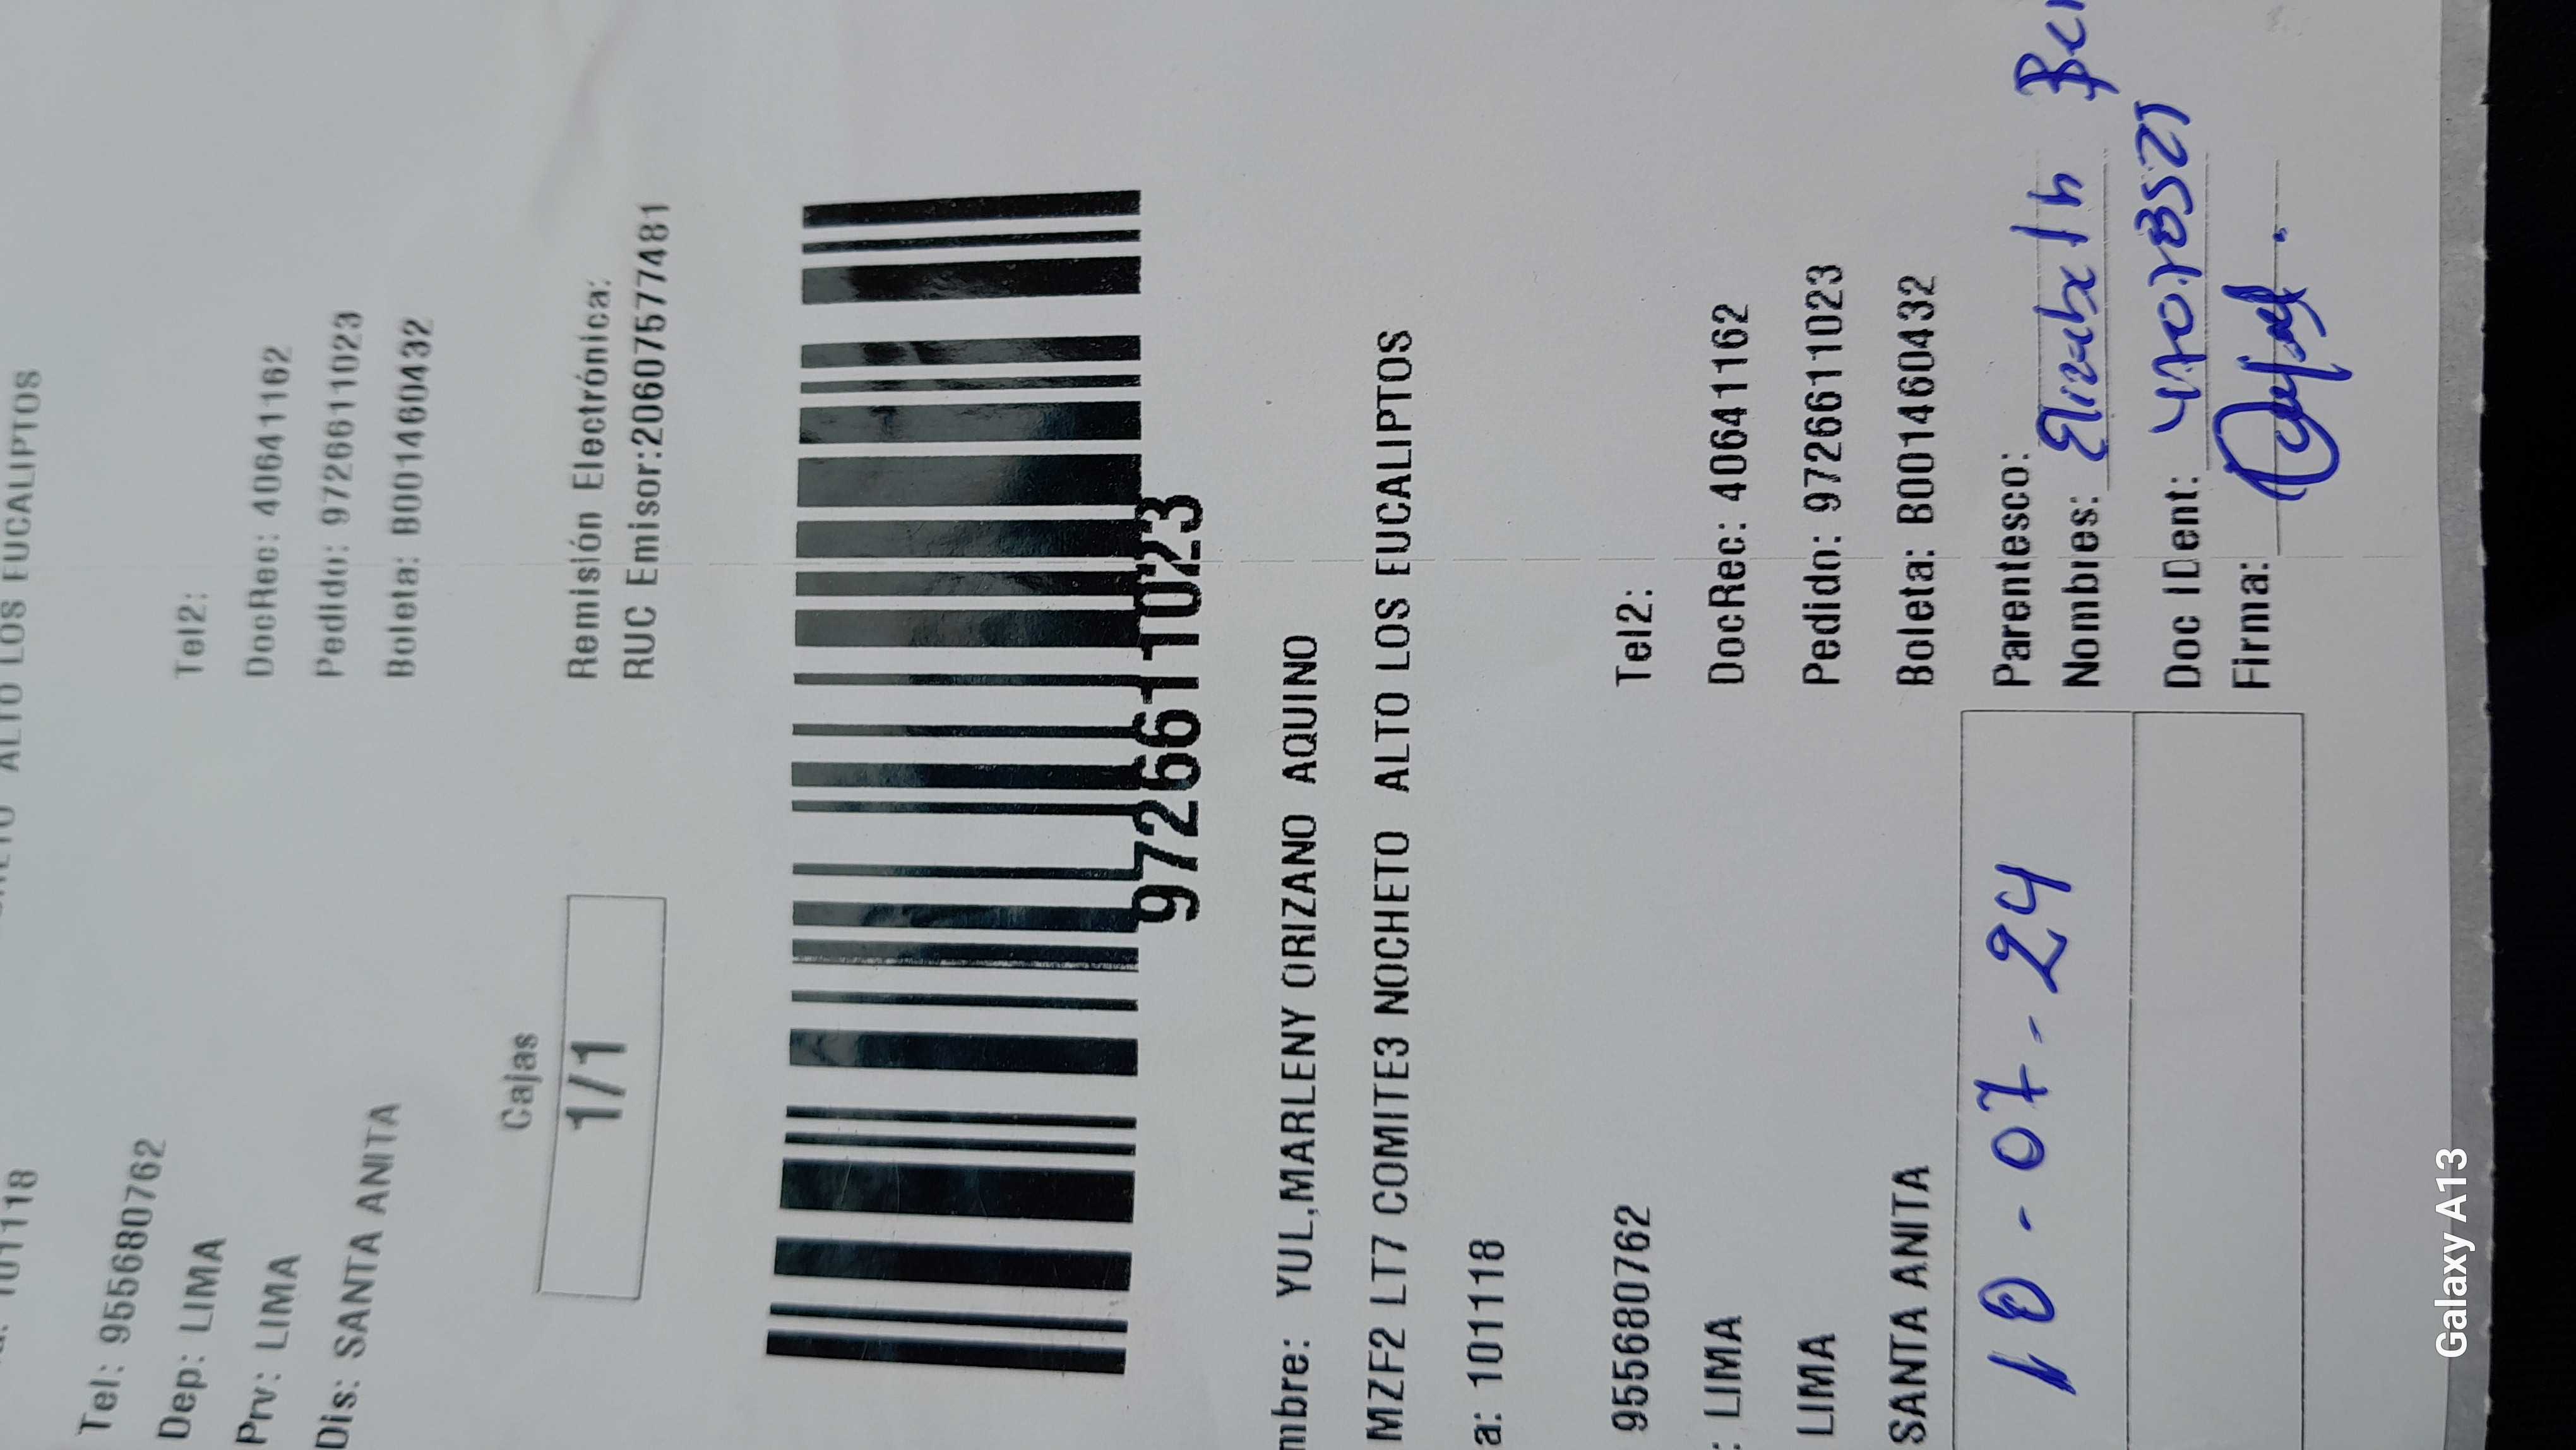 ALTO LOS EUCALIPTOS
101118
Tel: 955680762 Tel2:
Dep: LIMA DocRec: 40641162
Prv: LIMA Pedido: 9726611023
Dis: SANTA ANITA Boleta: B001460432
Cajas
1/1
Remisión Electrónica:
RUC Emisor:20607577481
9726611023
mbre: YUL,MARLENY ORIZANO AQUINO
MZF2 LT7 COMITE3 NOCHETO ALTO LOS EUCALIPTOS
a: 101118
955680762 Tel2:
: LIMA DocRec: 40641162
LIMA Pedido: 9726611023
SANTA ANITA Boleta: B001460432
10-07-24
Parentesco:
Nombres: Elizabeth
Doc IDent:
Firma:
Galaxy A13